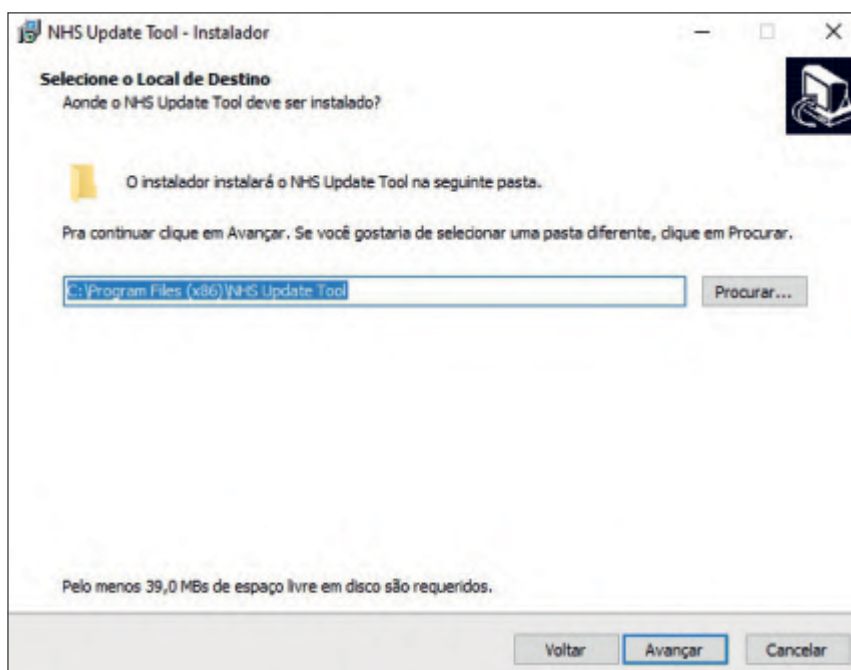 NHS Update Tool - Instalador
Selecione o Local de Destino
Aonde o NHS Update Tool deve ser instalado?
O instalador instalará o NHS Update Tool na seguinte pasta.
Pra continuar clique em Avançar. Se você gostaria de selecionar uma pasta diferente, clique em Procurar.
C:\Program Files (x86)\NHS Update Tool
Procurar...
Pelo menos 39,0 MBs de espaço livre em disco são requeridos.
Voltar
Avançar
Cancelar